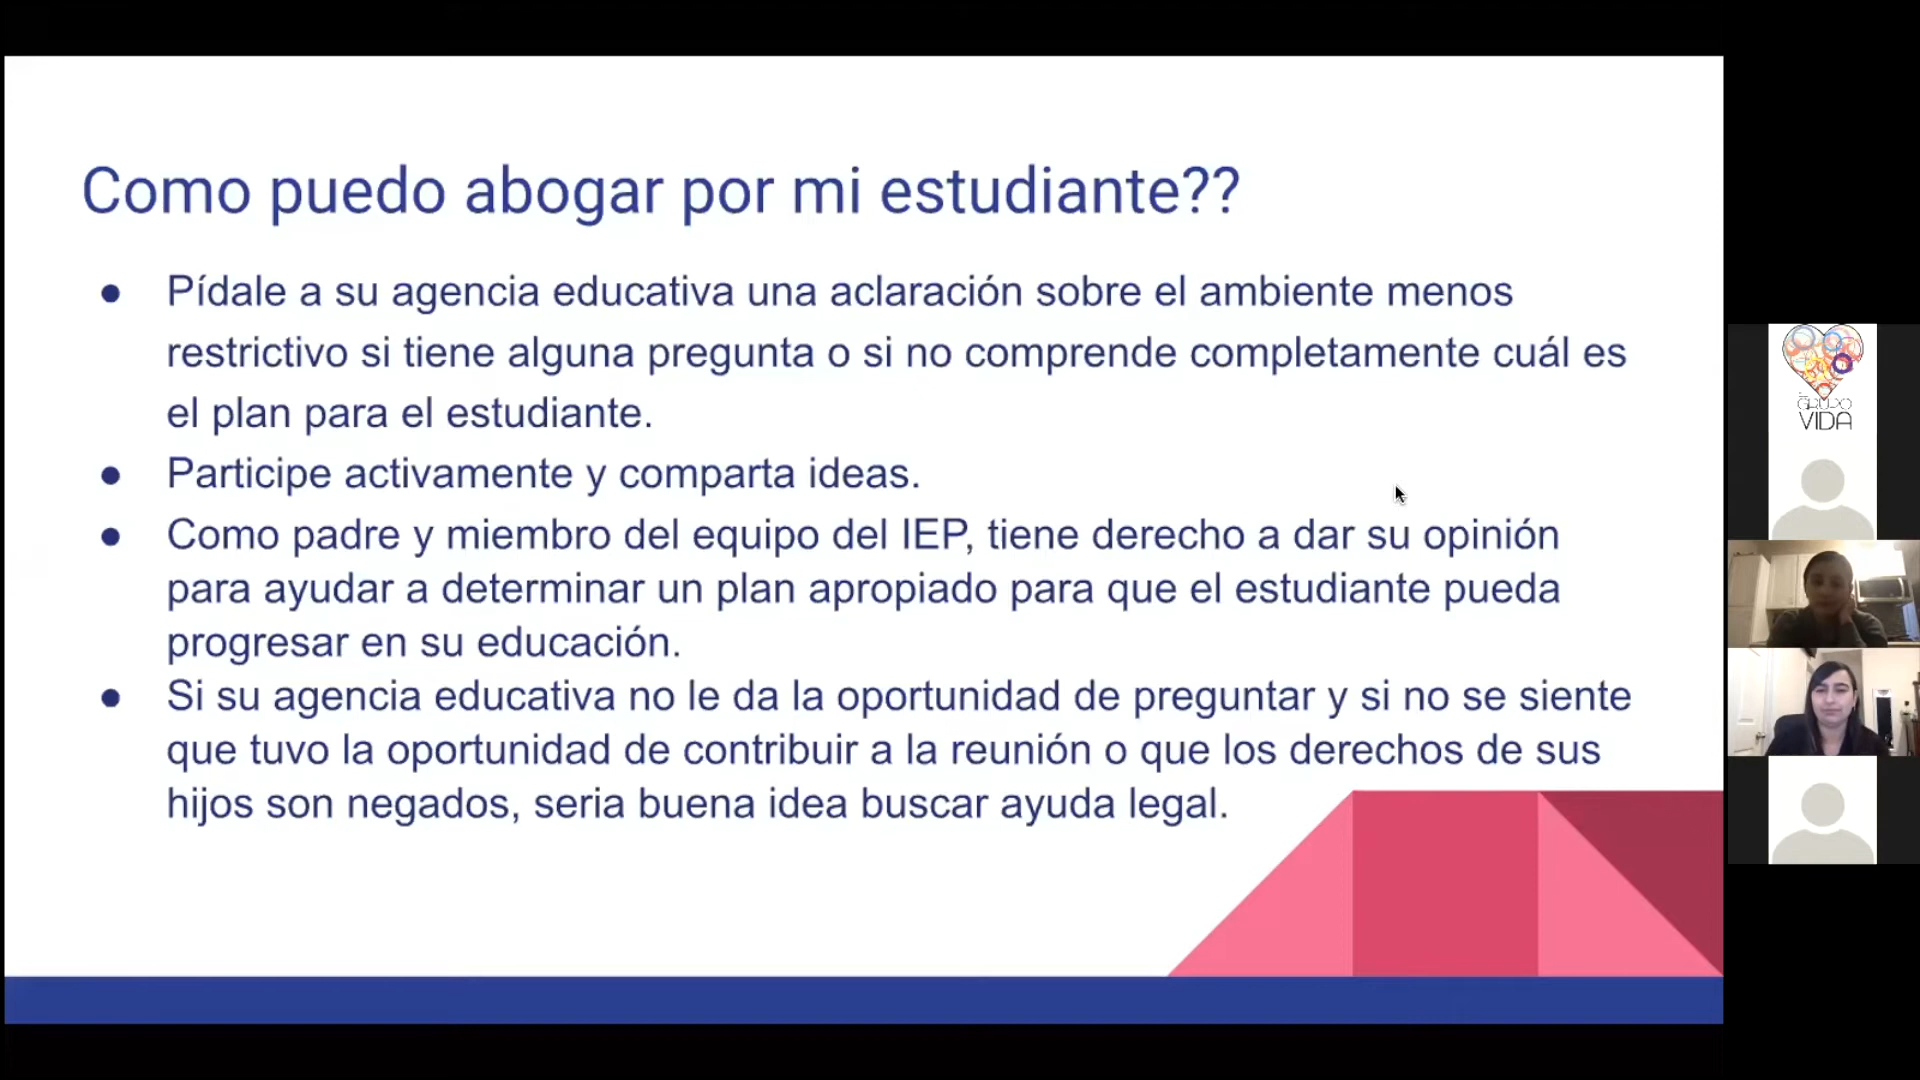 Como puedo abogar por mi estudiante??
● Pídale a su agencia educativa una aclaración sobre el ambiente menos
restrictivo si tiene alguna pregunta o si no comprende completamente cuál es
el plan para el estudiante.
● Participe activamente y comparta ideas.
● Como padre y miembro del equipo del IEP, tiene derecho a dar su opinión
para ayudar a determinar un plan apropiado para que el estudiante pueda
progresar en su educación.
● Si su agencia educativa no le da la oportunidad de preguntar y si no se siente
que tuvo la oportunidad de contribuir a la reunión o que los derechos de sus
hijos son negados, seria buena idea buscar ayuda legal.
GRUPO
VIDA